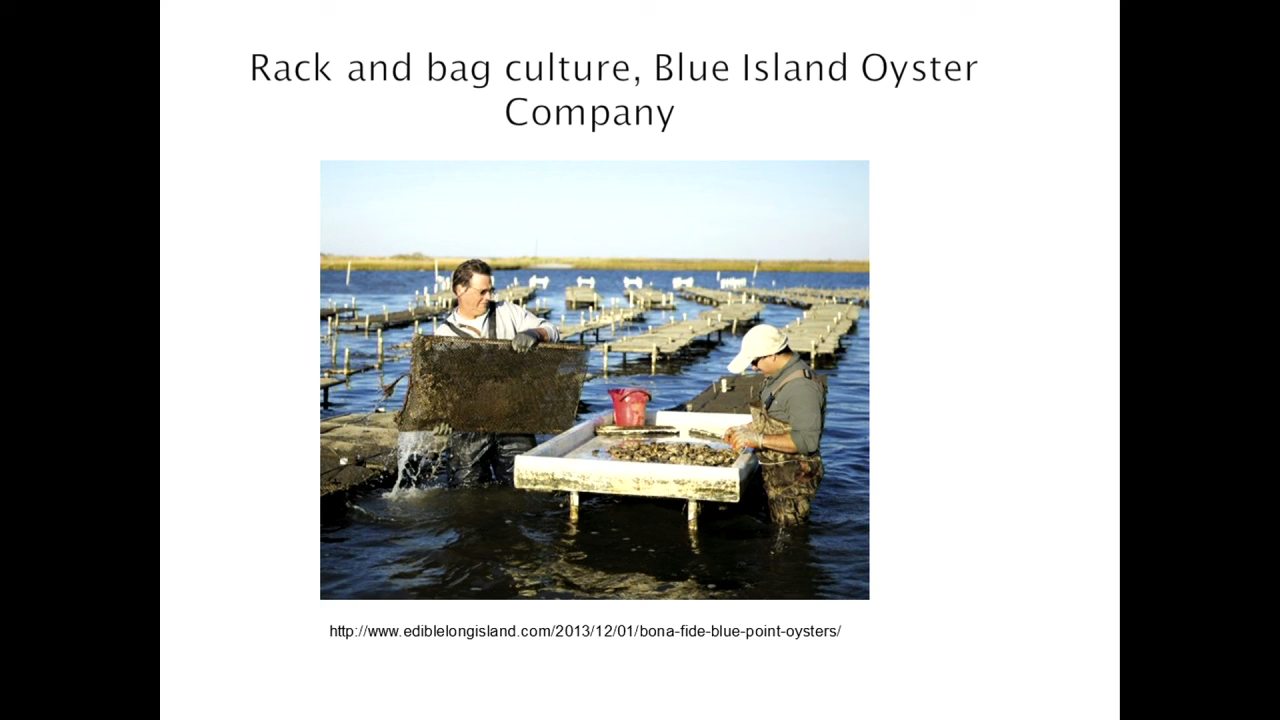 Rack and bag culture, Blue Island Oyster
Company
http://www.ediblelongisland.com/2013/12/01/bona-fide-blue-point-oysters/